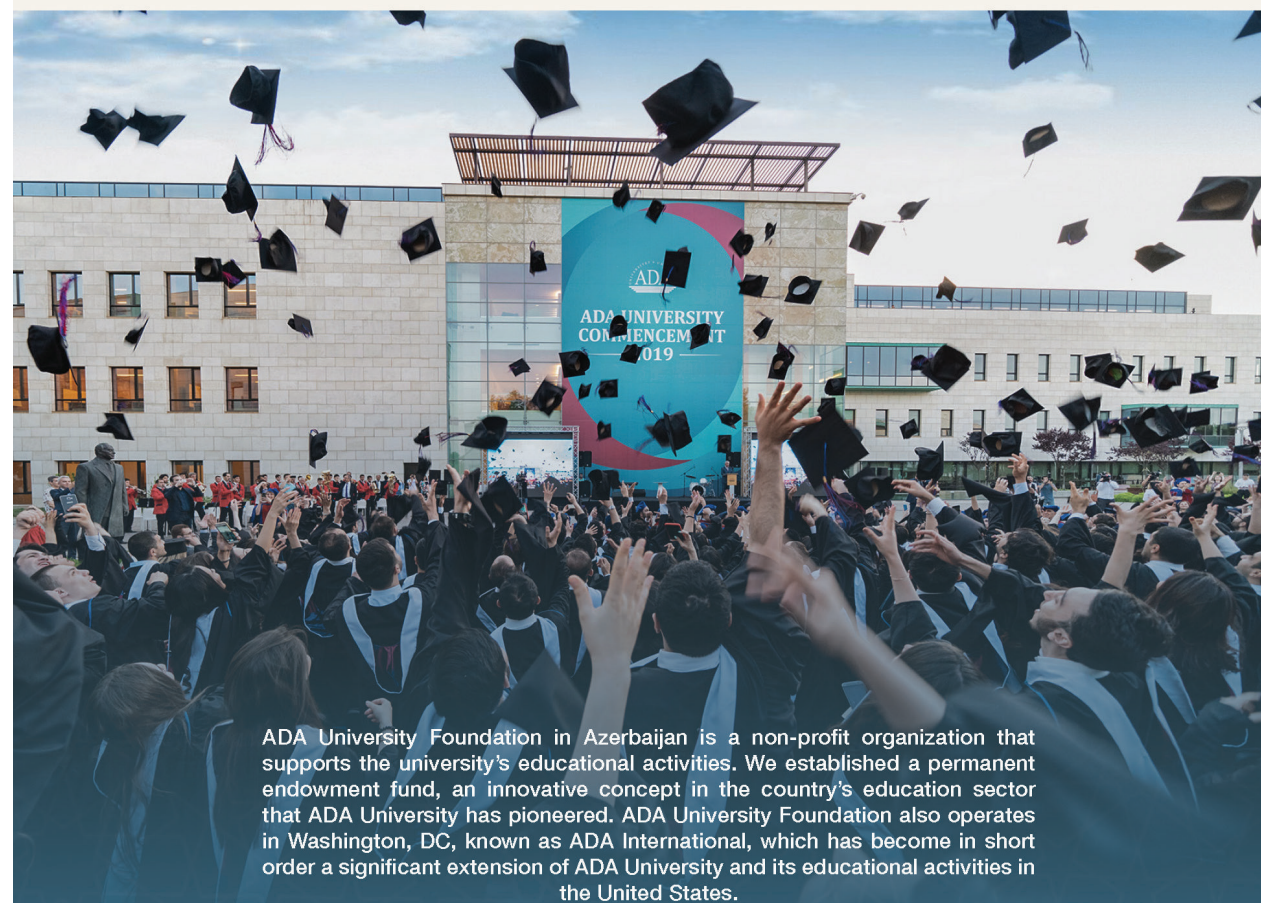 ADA
ADA UNIVERSITY
COMMENCEMENT
2019
ADA University Foundation in Azerbaijan is a non-profit organization that
supports the university’s educational activities. We established a permanent
endowment fund, an innovative concept in the country’s education sector
that ADA University has pioneered. ADA University Foundation also operates
in Washington, DC, known as ADA International, which has become in short
order a significant extension of ADA University and its educational activities in
the United States.